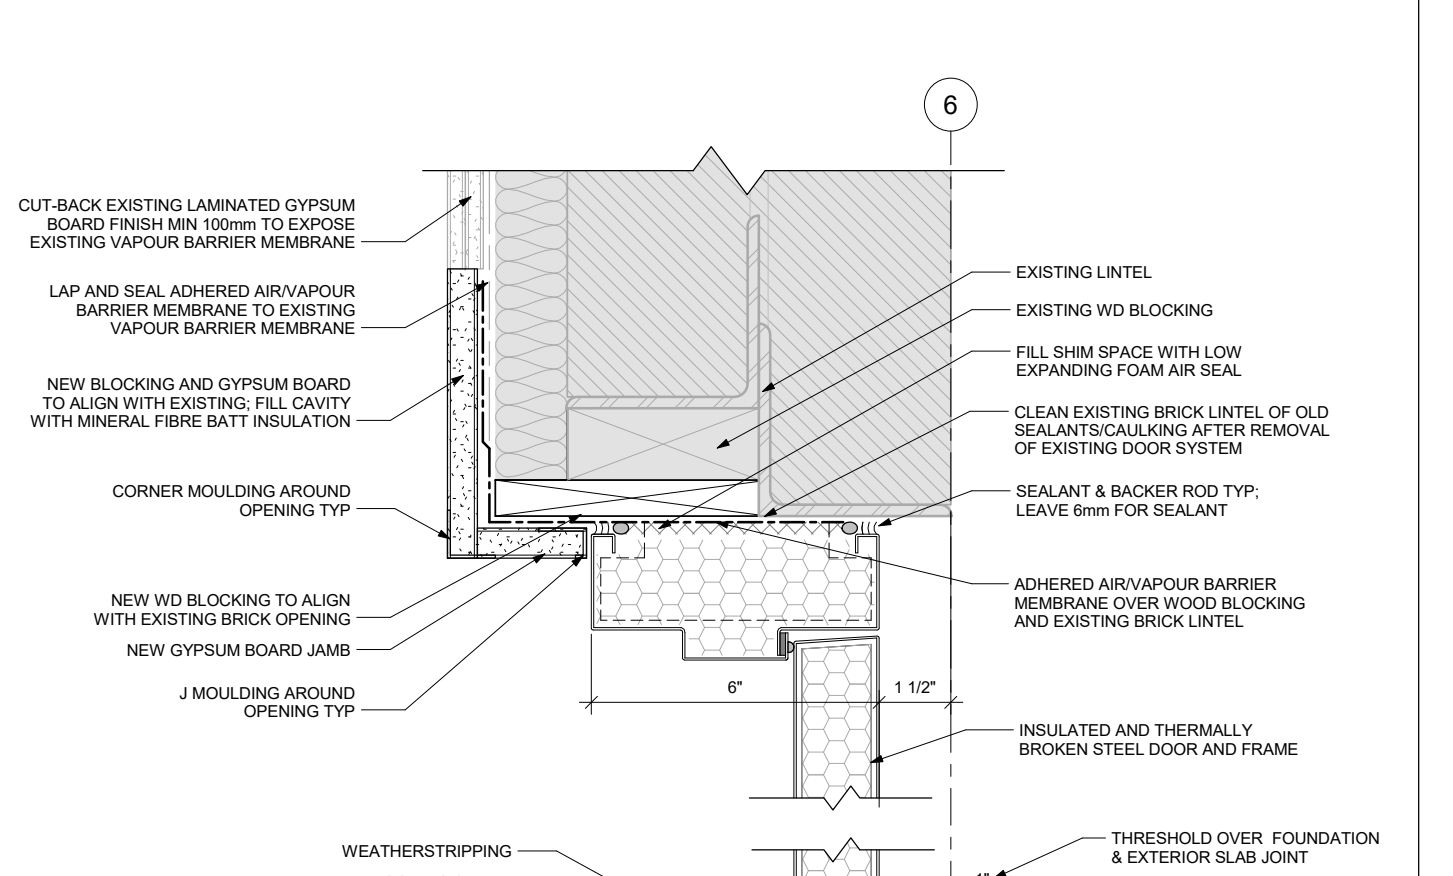 6
CUT-BACK EXISTING LAMINATED GYPSUM
BOARD FINISH MIN 100mm TO EXPOSE
EXISTING VAPOUR BARRIER MEMBRANE
LAP AND SEAL ADHERED AIR/VAPOUR
BARRIER MEMBRANE TO EXISTING
VAPOUR BARRIER MEMBRANE
NEW BLOCKING AND GYPSUM BOARD
TO ALIGN WITH EXISTING; FILL CAVITY
WITH MINERAL FIBRE BATT INSULATION
CORNER MOULDING AROUND
OPENING TYP
NEW WD BLOCKING TO ALIGN
WITH EXISTING BRICK OPENING
NEW GYPSUM BOARD JAMB
J MOULDING AROUND
OPENING TYP
EXISTING LINTEL
EXISTING WD BLOCKING
FILL SHIM SPACE WITH LOW
EXPANDING FOAM AIR SEAL
CLEAN EXISTING BRICK LINTEL OF OLD
SEALANTS/CAULKING AFTER REMOVAL
OF EXISTING DOOR SYSTEM
SEALANT & BACKER ROD TYP;
LEAVE 6mm FOR SEALANT
ADHERED AIR/VAPOUR BARRIER
MEMBRANE OVER WOOD BLOCKING
AND EXISTING BRICK LINTEL
6"
1 1/2"
INSULATED AND THERMALLY
BROKEN STEEL DOOR AND FRAME
WEATHERSTRIPPING
THRESHOLD OVER FOUNDATION
& EXTERIOR SLAB JOINT
1"